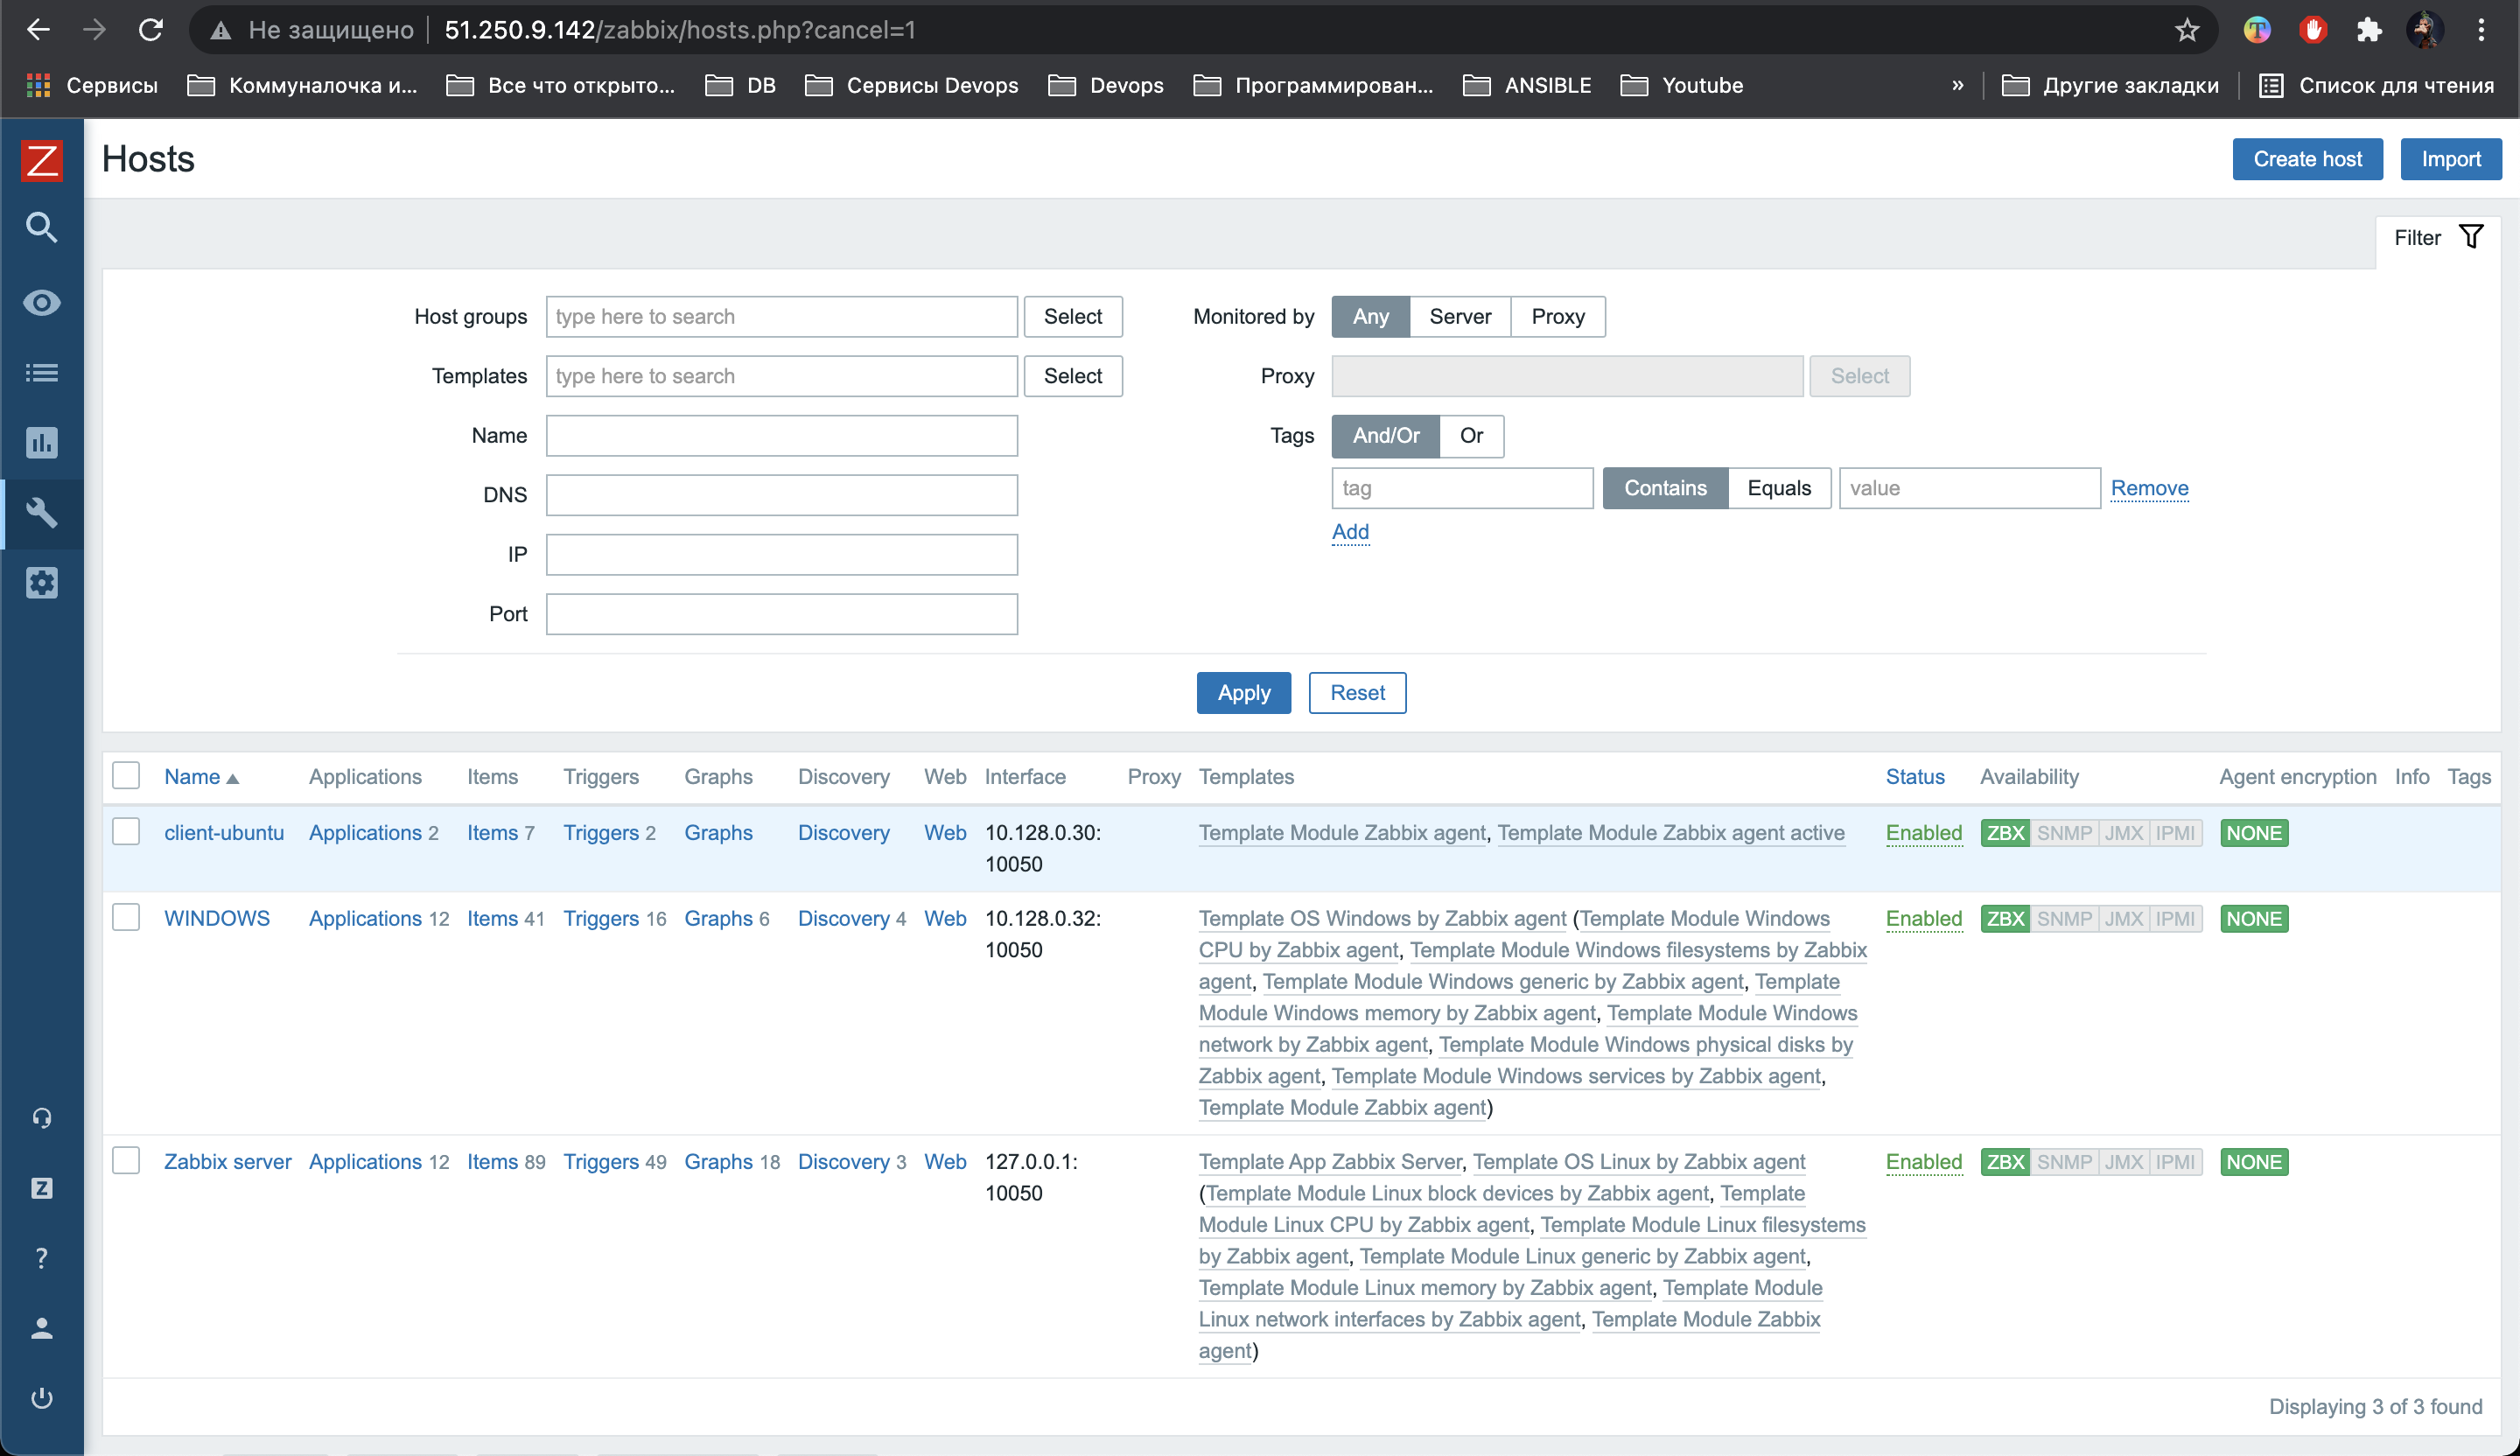 Не защищено 51.250.9.142/zabbix/hosts.php?cancel=1
Сервисы Коммуналочка и... Все что открыто... DB Сервисы Devops Devops Программирован... ANSIBLE Youtube » Другие закладки Список для чтения
Z Hosts Create host Import
Filter
Host groups type here to search Select Monitored by Any Server Proxy
Templates type here to search Select Proxy Select
Name Tags And/Or Or
DNS tag Contains Equals value Remove
Add
IP
Port
Apply Reset
Name Applications Items Triggers Graphs Discovery Web Interface Proxy Templates Status Availability Agent encryption Info Tags
client-ubuntu Applications 2 Items 7 Triggers 2 Graphs Discovery Web 10.128.0.30: Template Module Zabbix agent, Template Module Zabbix agent active Enabled ZBX SNMP JMX IPMI NONE
10050
WINDOWS Applications 12 Items 41 Triggers 16 Graphs 6 Discovery 4 Web 10.128.0.32: Template OS Windows by Zabbix agent (Template Module Windows Enabled ZBX SNMP JMX IPMI NONE
10050 CPU by Zabbix agent, Template Module Windows filesystems by Zabbix
agent, Template Module Windows generic by Zabbix agent, Template
Module Windows memory by Zabbix agent, Template Module Windows
network by Zabbix agent, Template Module Windows physical disks by
Zabbix agent, Template Module Windows services by Zabbix agent,
Template Module Zabbix agent)
Zabbix server Applications 12 Items 89 Triggers 49 Graphs 18 Discovery 3 Web 127.0.0.1: Template App Zabbix Server, Template OS Linux by Zabbix agent Enabled ZBX SNMP JMX IPMI NONE
10050 (Template Module Linux block devices by Zabbix agent, Template
Module Linux CPU by Zabbix agent, Template Module Linux filesystems
by Zabbix agent, Template Module Linux generic by Zabbix agent,
Template Module Linux memory by Zabbix agent, Template Module
Linux network interfaces by Zabbix agent, Template Module Zabbix
agent)
Z
?
Displaying 3 of 3 found